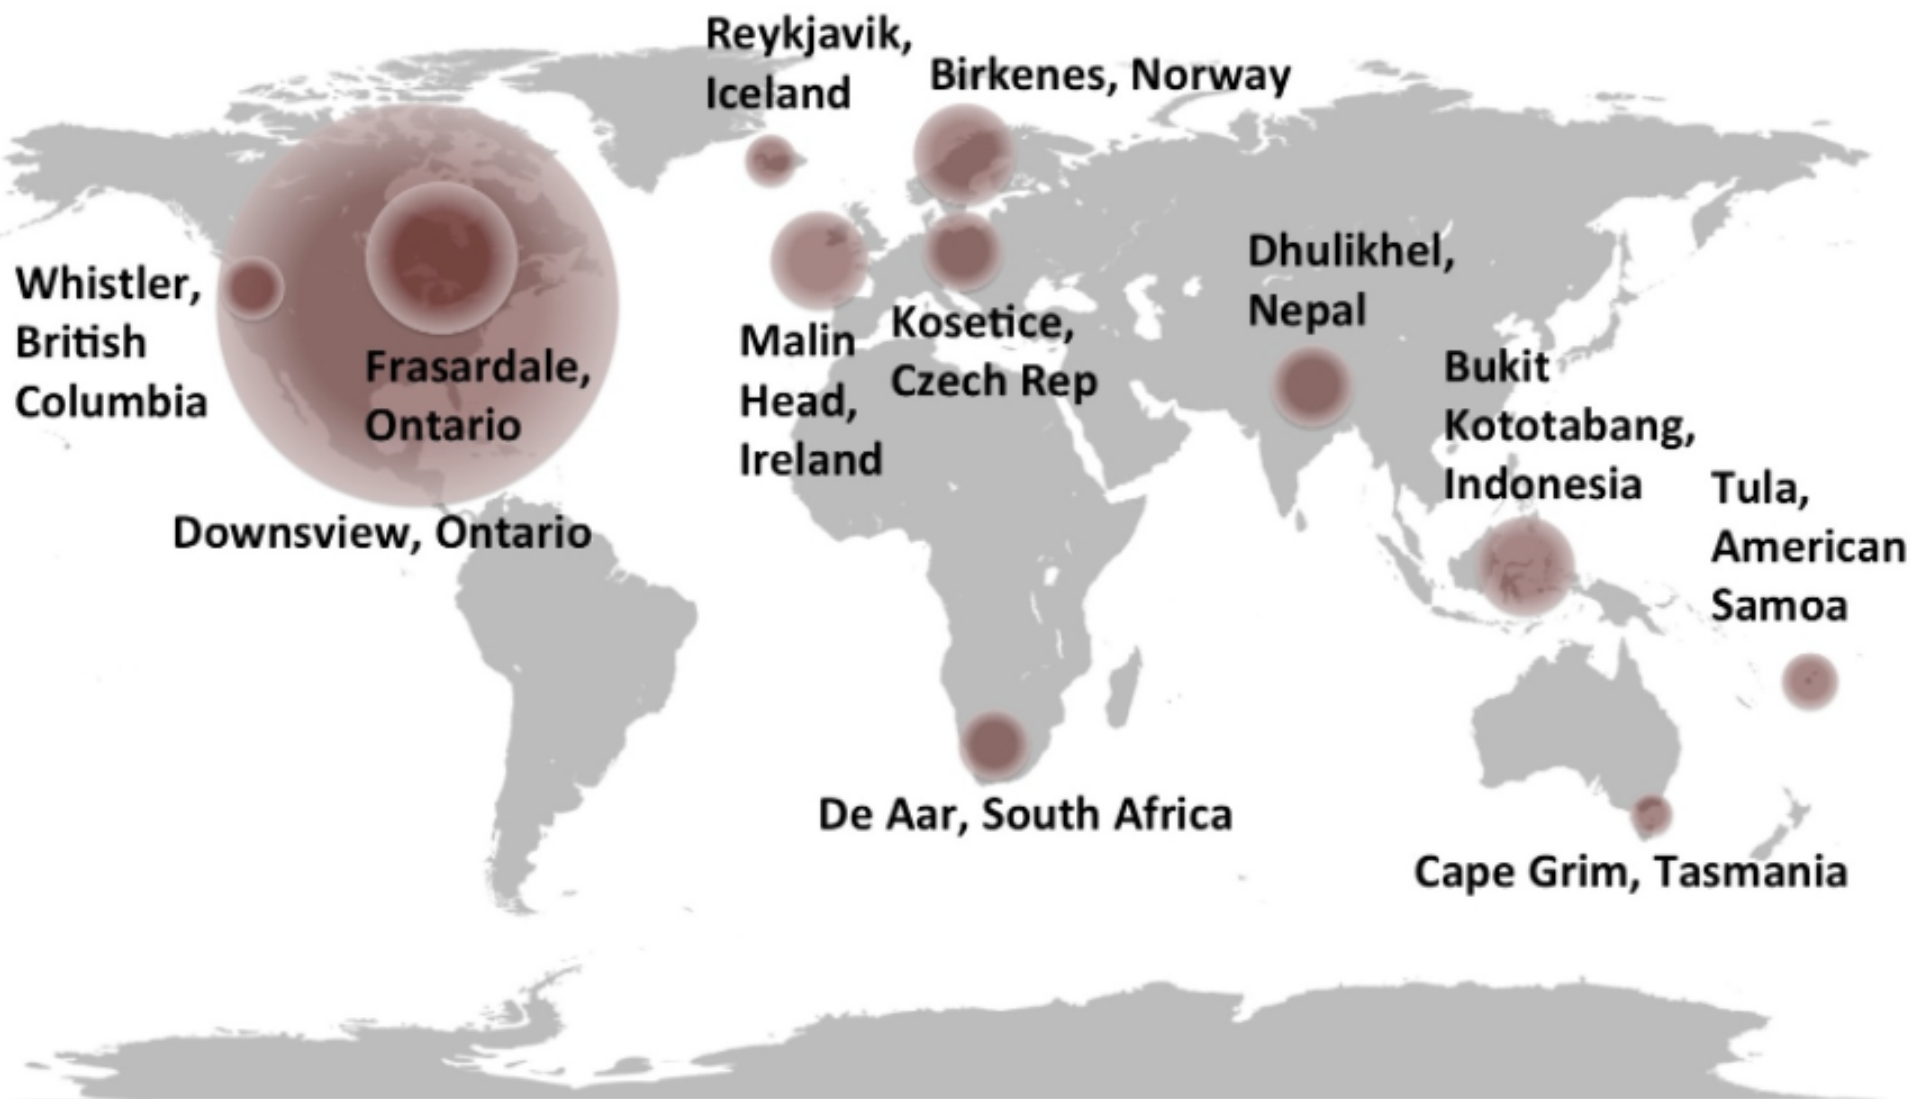 Reykjavik,
Iceland
Birkenes, Norway
Whistler,
British
Columbia
Frasardale,
Ontario
Downsview, Ontario
Malin
Head,
Ireland
Kosetice,
Czech Rep
Dhulikhel,
Nepal
Bukit
Kototabang,
Indonesia
Tula,
American
Samoa
De Aar, South Africa
Cape Grim, Tasmania